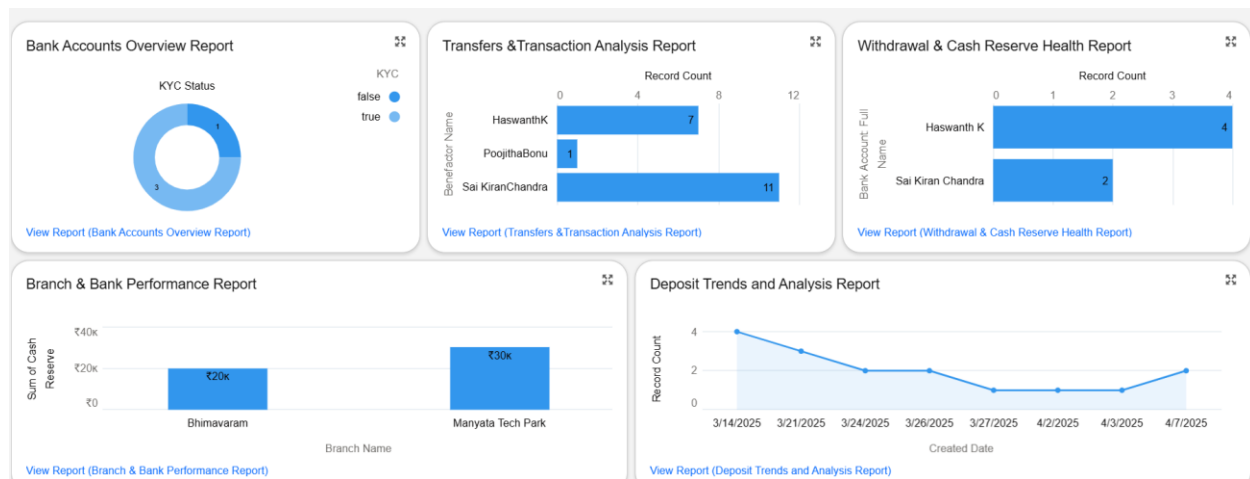 Bank Accounts Overview Report
KYC Status
KYC
false
true
1
3
View Report (Bank Accounts Overview Report)
Transfers &Transaction Analysis Report
Record Count
0 4 8 12
Benefactor Name
HaswanthK
7
PoojithaBonu
1
Sai KiranChandra
11
View Report (Transfers &Transaction Analysis Report)
Withdrawal & Cash Reserve Health Report
Record Count
0 1 2 3 4
Bank Account: Full
Name
Haswanth K
4
Sai Kiran Chandra
2
View Report (Withdrawal & Cash Reserve Health Report)
Branch & Bank Performance Report
Sum of Cash
Reserve
₹40K
₹20K
₹0
₹20K
₹30K
Bhimavaram
Manyata Tech Park
Branch Name
View Report (Branch & Bank Performance Report)
Deposit Trends and Analysis Report
Record Count
4
2
0
3/14/2025 3/21/2025 3/24/2025 3/26/2025 3/27/2025 4/2/2025 4/3/2025 4/7/2025
Created Date
View Report (Deposit Trends and Analysis Report)